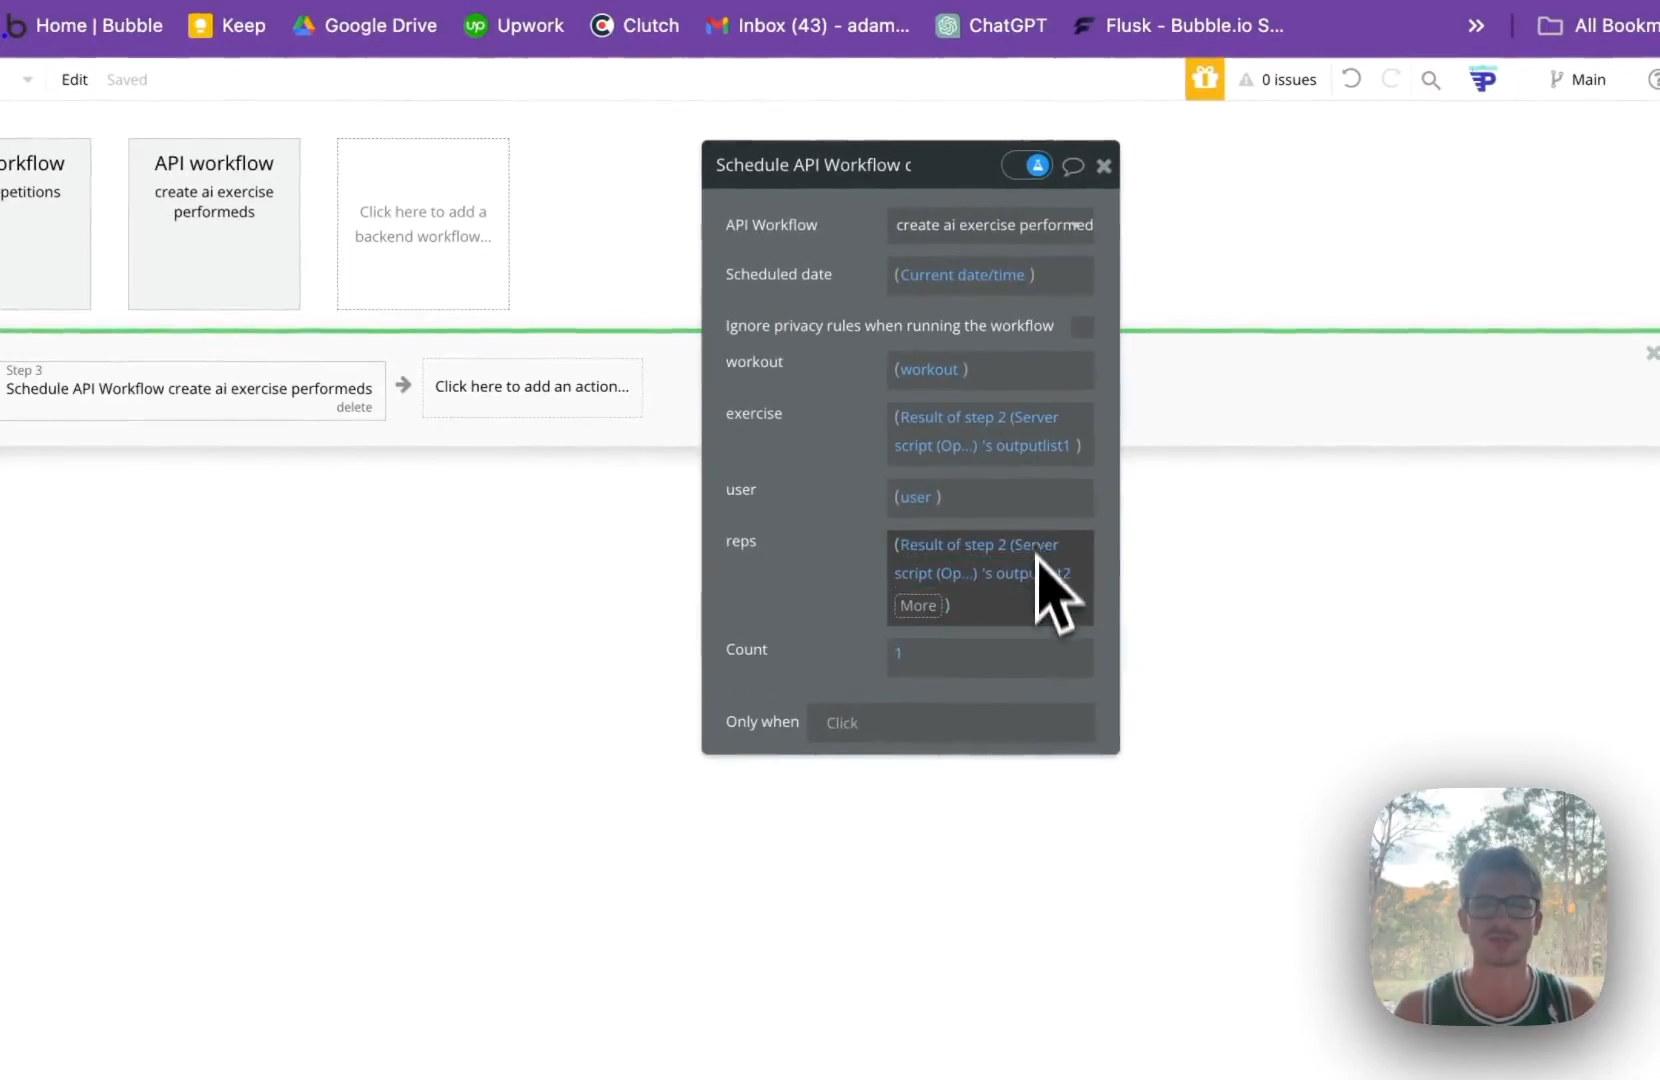 Home | Bubble
Keep
Google Drive
Upwork
Clutch
Inbox (43) - adam...
ChatGPT
Flusk - Bubble.io S...
»
All Bookm
Edit
Saved
0 issues
Main
orkflow
petitions
API workflow
create ai exercise
performeds
Click here to add a
backend workflow...
Step 3
Schedule API Workflow create ai exercise performeds
delete
Click here to add an action...
Schedule API Workflow c
API Workflow
create ai exercise performed
Scheduled date
(Current date/time )
Ignore privacy rules when running the workflow
workout
(workout )
exercise
(Result of step 2 (Server
script (Op...) 's outputlist1 )
user
(user )
reps
(Result of step 2 (Server
script (Op...) 's
More )
Count
1
Only when
Click